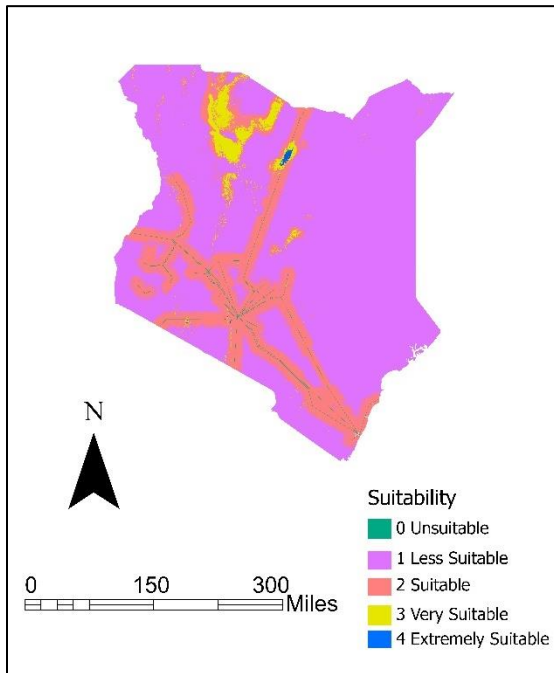 N
Suitability
0 Unsuitable
1 Less Suitable
2 Suitable
3 Very Suitable
4 Extremely Suitable
0 150 300
Miles